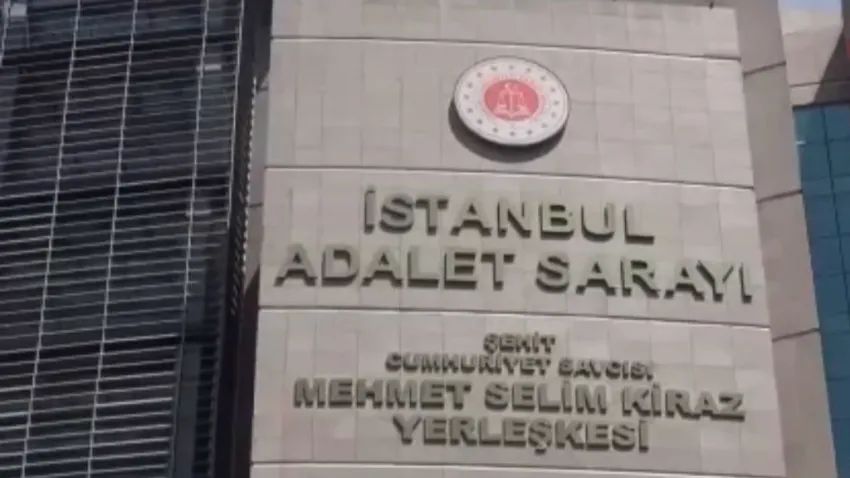 İSTANBUL
ADALET SARAYI
ŞEHİT
CUMHURİYET SAVCISI
MEHMET SELİM KİRAZ
YERLEŞKESİ